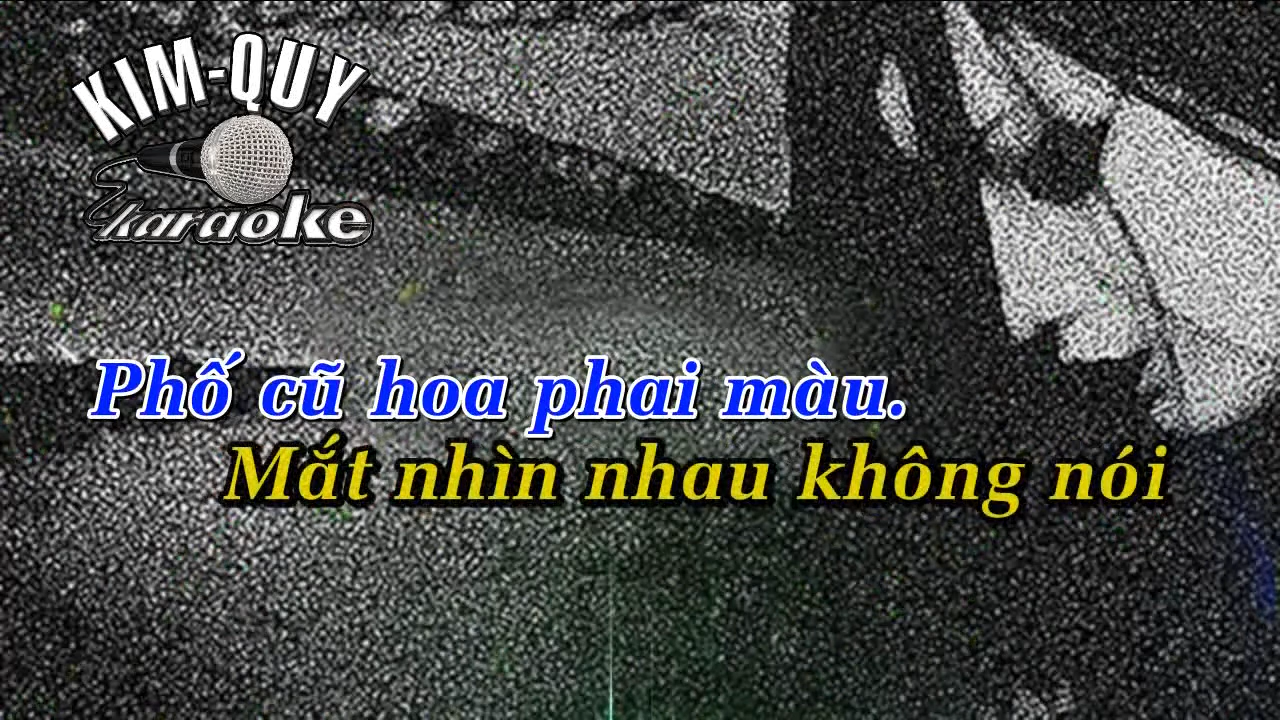 KIM-QUY
karaoke
Phố cũ hoa phai màu.
Mắt nhìn nhau không nói